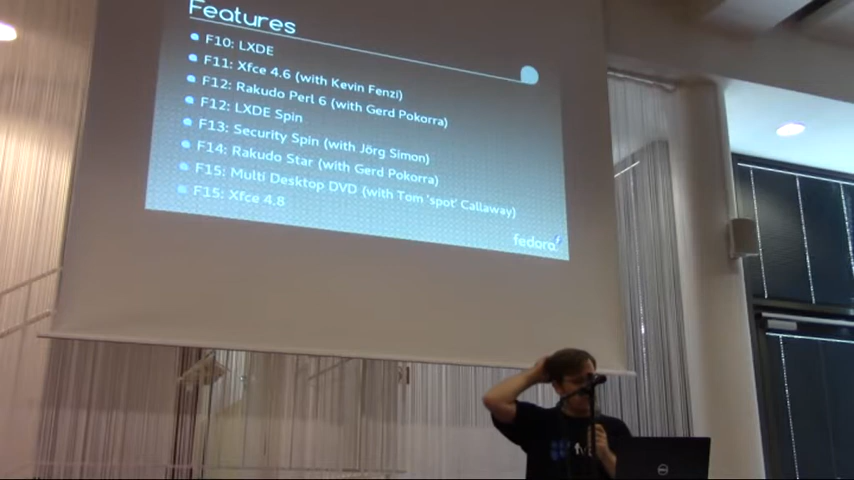 Features
F10: LXDE
F11: Xfce 4.6 (with Kevin Fenzi)
F12: Rakudo Perl 6 (with Gerd Pokorra)
F12: LXDE Spin
F13: Security Spin (with Jörg Simon)
F14: Rakudo Star (with Gerd Pokorra)
F15: Multi Desktop DVD (with Tom 'spot' Callaway)
F15: Xfce 4.8
fedora
DELL